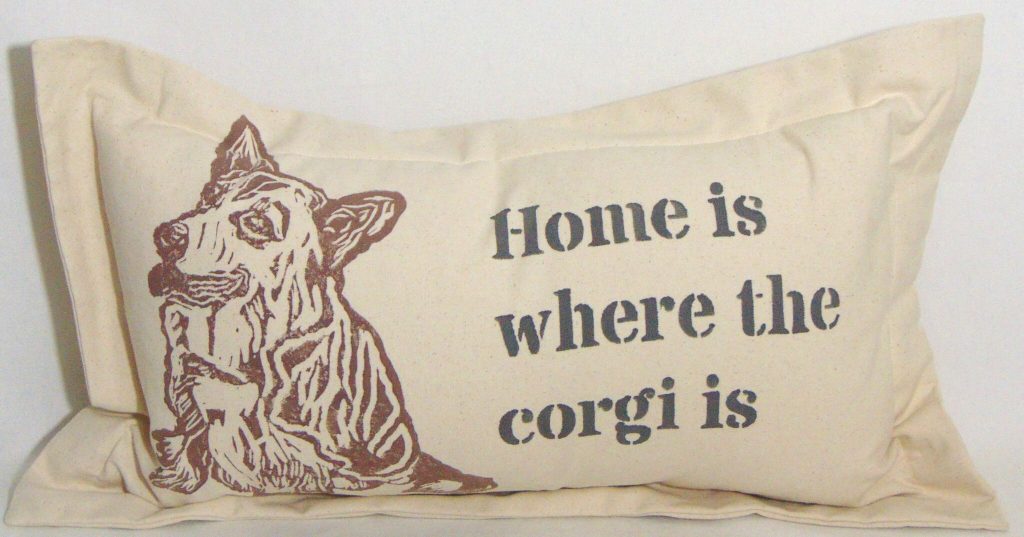 Home is
where the
corgi is